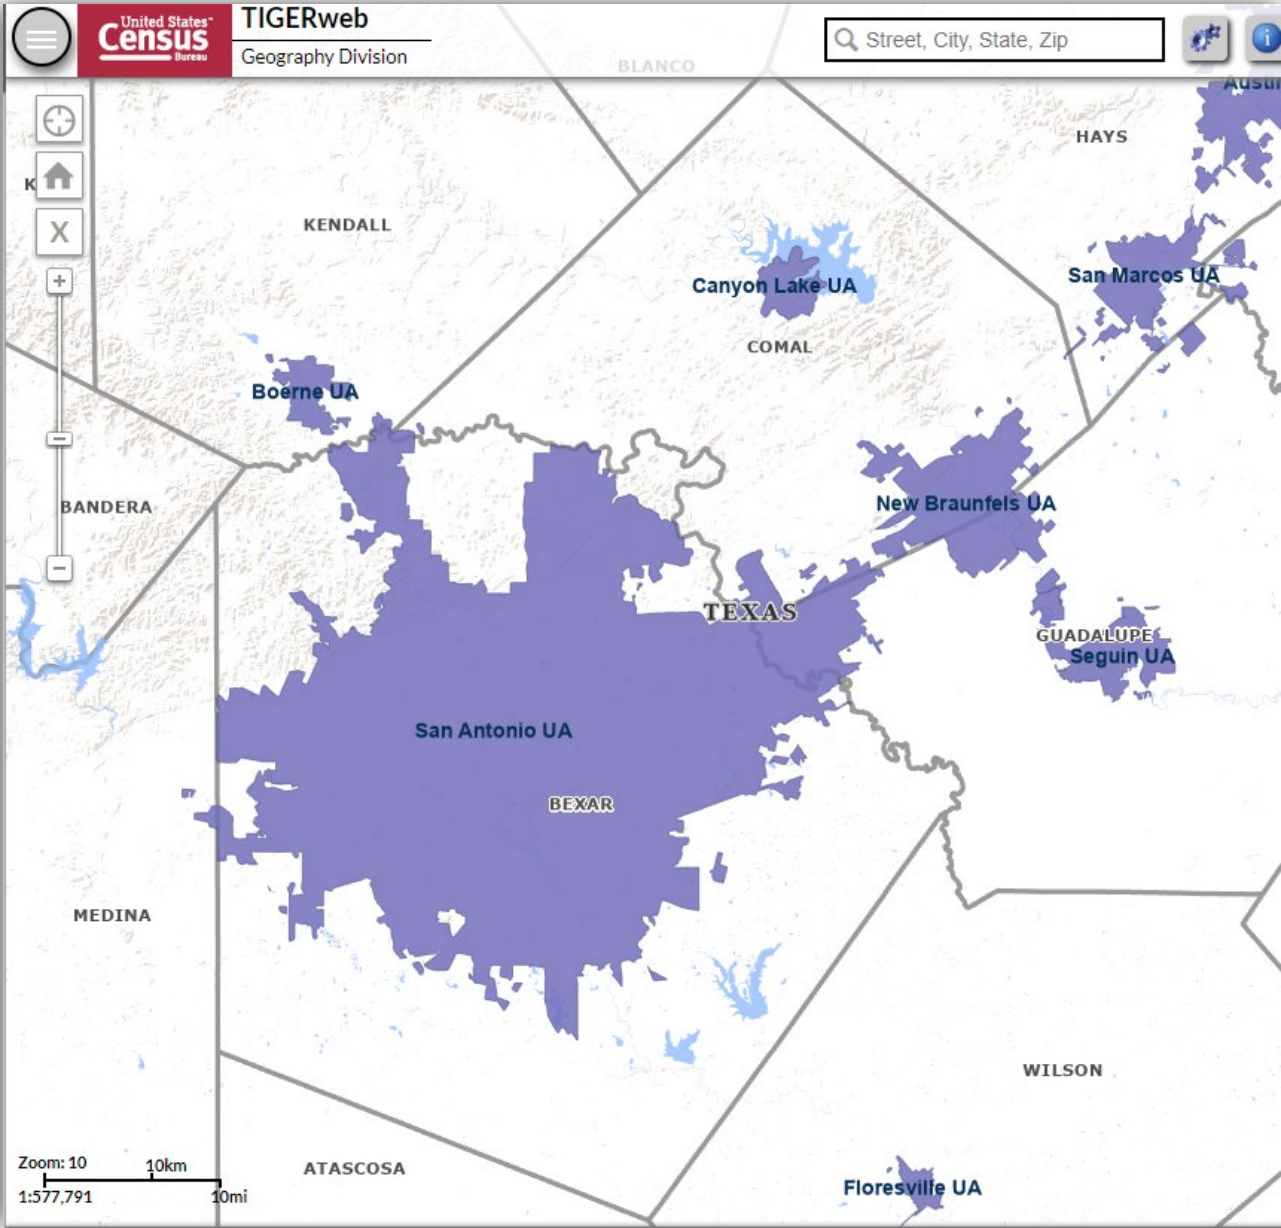 United States™
Census
Bureau
TIGERweb
Geography Division
Street, City, State, Zip
i
BLANCO
Austin
HAYS
K
X
KENDALL
San Marcos UA
Canyon Lake UA
COMAL
Boerne UA
BANDERA
New Braunfels UA
TEXAS
GUADALUPE
Seguin UA
San Antonio UA
BEXAR
MEDINA
WILSON
Zoom: 10
10km
ATASCOSA
1:577,791
10mi
Floresville UA